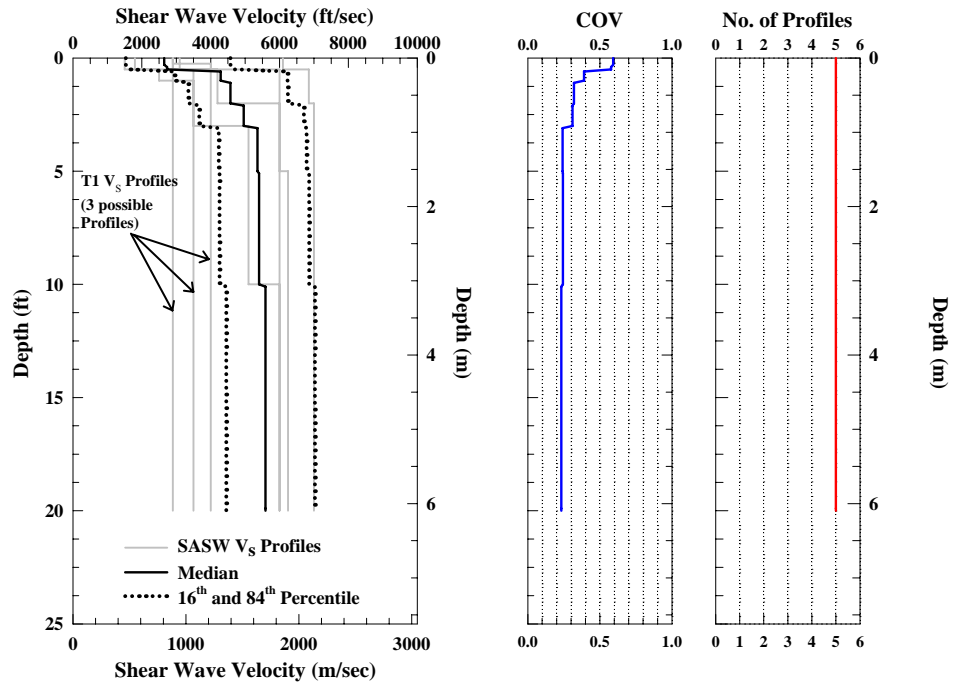 Shear Wave Velocity (ft/sec)
0 2000 4000 6000 8000 10000
0
5
10
15
20
25
Depth (ft)
0
2
4
6
Depth (m)
T1 VS Profiles
(3 possible
Profiles)
SASW VS Profiles
Median
16th and 84th Percentile
0 1000 2000 3000
Shear Wave Velocity (m/sec)
COV
0.0 0.5 1.0
0.0 0.5 1.0
No. of Profiles
0 1 2 3 4 5 6
0
2
4
6
Depth (m)
0 1 2 3 4 5 6